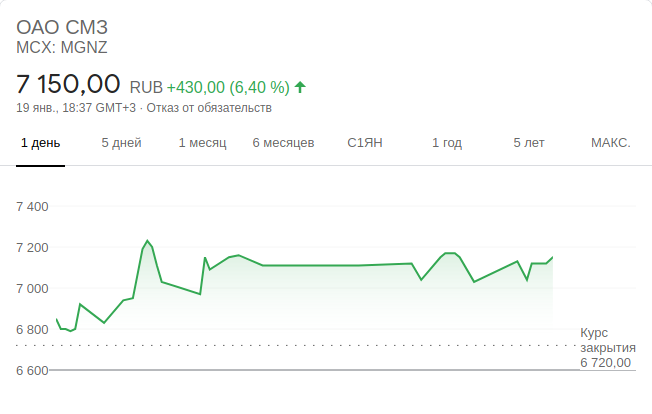 ОАО СМЗ
MCX: MGNZ
7 150,00 RUB +430,00 (6,40 %)
19 янв., 18:37 GMT+3 · Отказ от обязательств
1 день 5 дней 1 месяц 6 месяцев С1ЯН 1 год 5 лет МАКС.
7 400
7 200
7 000
6 800
Курс
закрытия
6 720,00
6 600